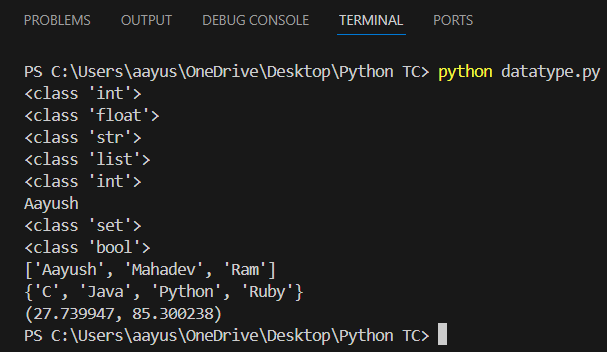 PROBLEMS OUTPUT DEBUG CONSOLE TERMINAL PORTS
PS C:\Users\aayus\OneDrive\Desktop\Python TC> python datatype.py
<class 'int'>
<class 'float'>
<class 'str'>
<class 'list'>
<class 'int'>
Aayush
<class 'set'>
<class 'bool'>
['Aayush', 'Mahadev', 'Ram']
{'C', 'Java', 'Python', 'Ruby'}
(27.739947, 85.300238)
PS C:\Users\aayus\OneDrive\Desktop\Python TC>